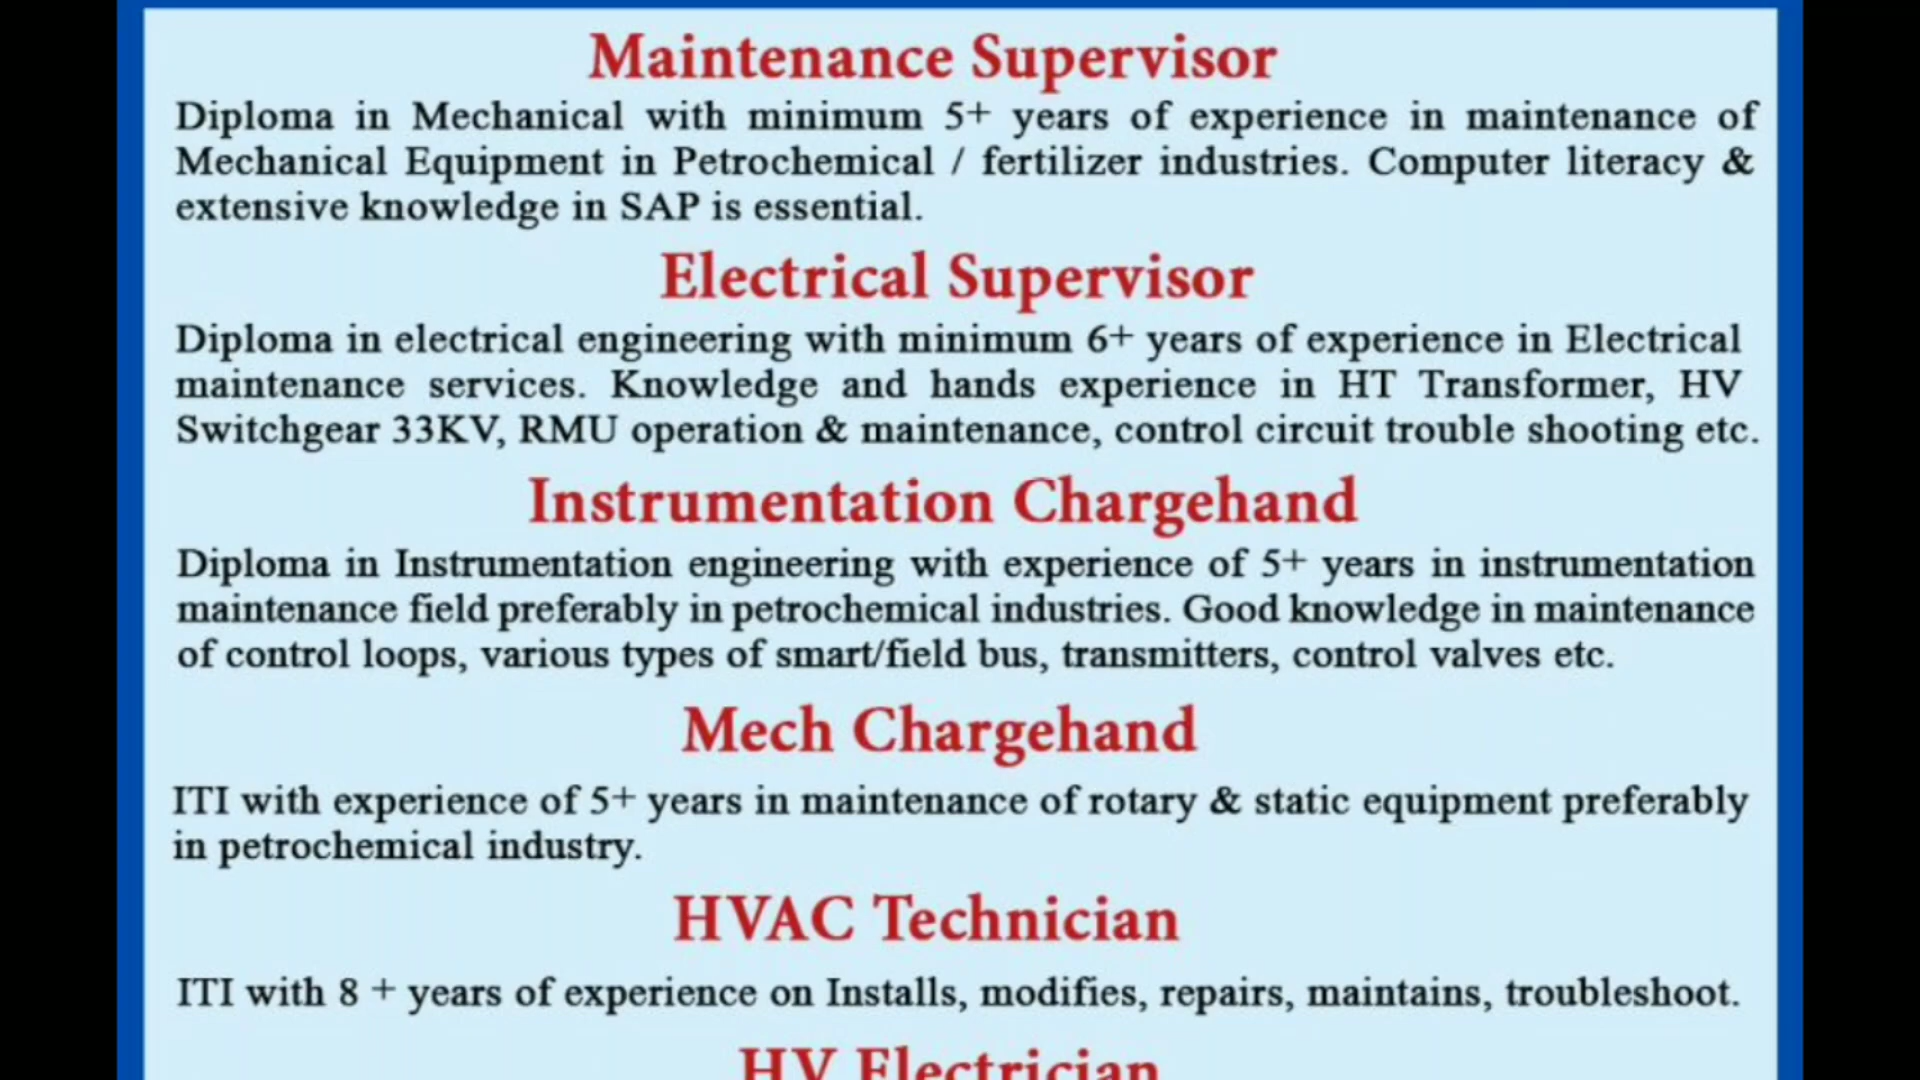 Maintenance Supervisor
Diploma in Mechanical with minimum 5+ years of experience in maintenance of
Mechanical Equipment in Petrochemical / fertilizer industries. Computer literacy &
extensive knowledge in SAP is essential.
Electrical Supervisor
Diploma in electrical engineering with minimum 6+ years of experience in Electrical
maintenance services. Knowledge and hands experience in HT Transformer, HV
Switchgear 33KV, RMU operation & maintenance, control circuit trouble shooting etc.
Instrumentation Chargehand
Diploma in Instrumentation engineering with experience of 5+ years in instrumentation
maintenance field preferably in petrochemical industries. Good knowledge in maintenance
of control loops, various types of smart/field bus, transmitters, control valves etc.
Mech Chargehand
ITI with experience of 5+ years in maintenance of rotary & static equipment preferably
in petrochemical industry.
HVAC Technician
ITI with 8 + years of experience on Installs, modifies, repairs, maintains, troubleshoot.
HV Electrician